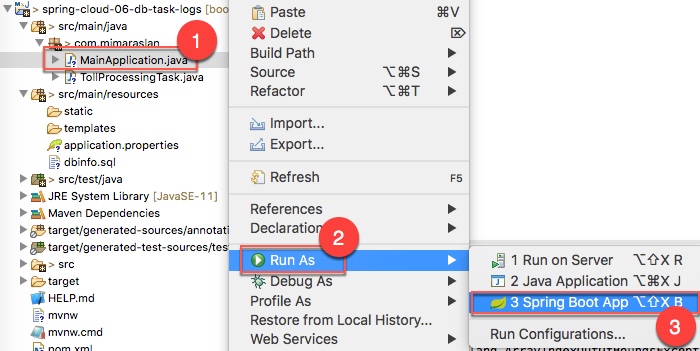 > spring-cloud-06-db-task-logs [boo
> src/main/java
> com.mimaraslan
1
MainApplication.java
TollProcessingTask.java
> src/main/resources
static
templates
application.properties
dbinfo.sql
> src/test/java
JRE System Library [JavaSE-11]
Maven Dependencies
target/generated-sources/annotatio
target/generated-test-sources/test
> src
target
HELP.md
mvnw
mvnw.cmd
pom.xml
Paste ⌘V
Delete ⌦
Build Path
Source ⌥⌘S
Refactor ⌥⌘T
Import...
Export...
Refresh F5
References
Declaration
2
Run As
Debug As
Profile As
Restore from Local History...
Web Services
1 Run on Server ⌥⇧X R
2 Java Application ⌥⌘X J
3 Spring Boot App ⌥⇧X B
3
Run Configurations...